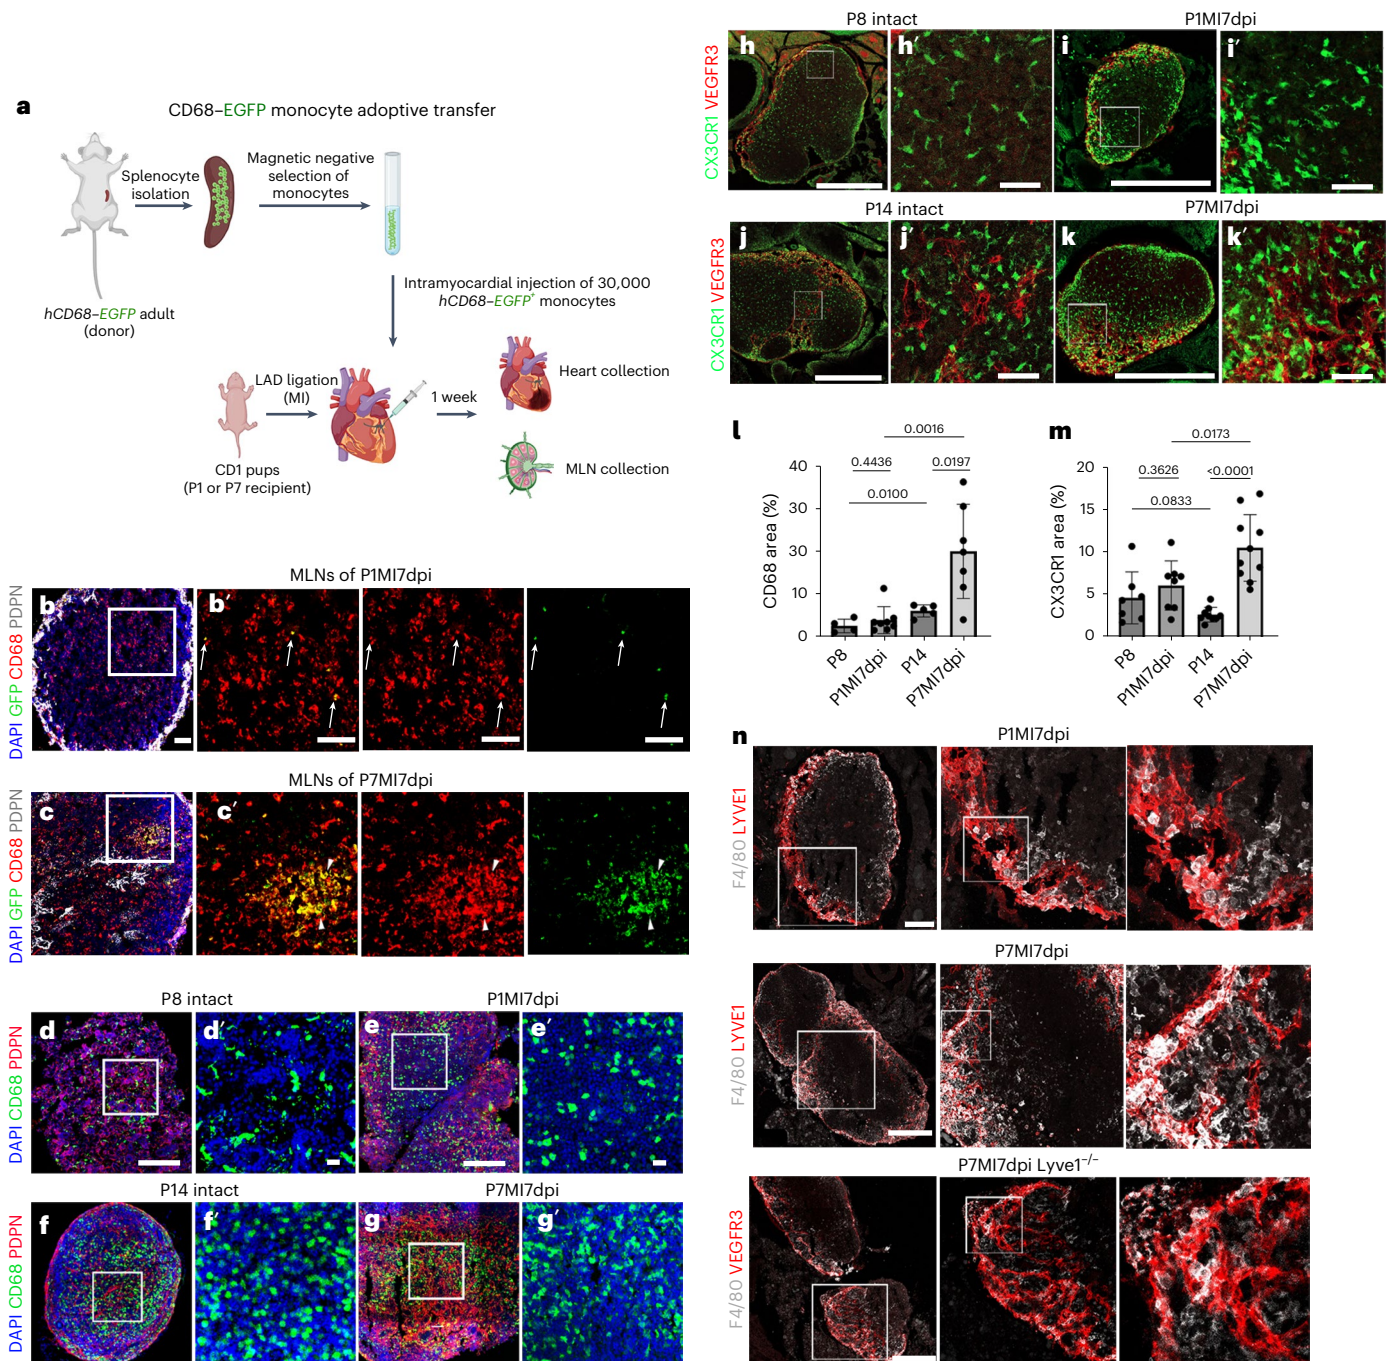 a
CD68–EGFP monocyte adoptive transfer
Splenocyte
isolation
Magnetic negative
selection of
monocytes
hCD68–EGFP adult
(donor)
Intramyocardial injection of 30,000
hCD68–EGFP⁺ monocytes
LAD ligation
(MI)
1 week
Heart collection
MLN collection
CD1 pups
(P1 or P7 recipient)
MLNs of P1MI7dpi
DAPI GFP CD68 PDPN
b
b′
MLNs of P7MI7dpi
DAPI GFP CD68 PDPN
c
c′
P8 intact
P1MI7dpi
DAPI CD68 PDPN
d
d′
e
e′
P14 intact
P7MI7dpi
DAPI CD68 PDPN
f
f′
g
g′
P8 intact
P1MI7dpi
CX3CR1 VEGFR3
h
h′
i
i′
P14 intact
P7MI7dpi
CX3CR1 VEGFR3
j
j′
k
k′
l
0.0016
0.4436
0.0197
0.0100
CD68 area (%)
40
30
30
10
0
P8
P1MI7dpi
P14
P7MI7dpi
m
0.0173
0.3626
<0.0001
0.0833
CX3CR1 area (%)
20
15
10
5
0
P8
P1MI7dpi
P14
P7MI7dpi
n
P1MI7dpi
F4/80 LYVE1
P7MI7dpi
F4/80 LYVE1
P7MI7dpi Lyve1⁻/⁻
F4/80 VEGFR3